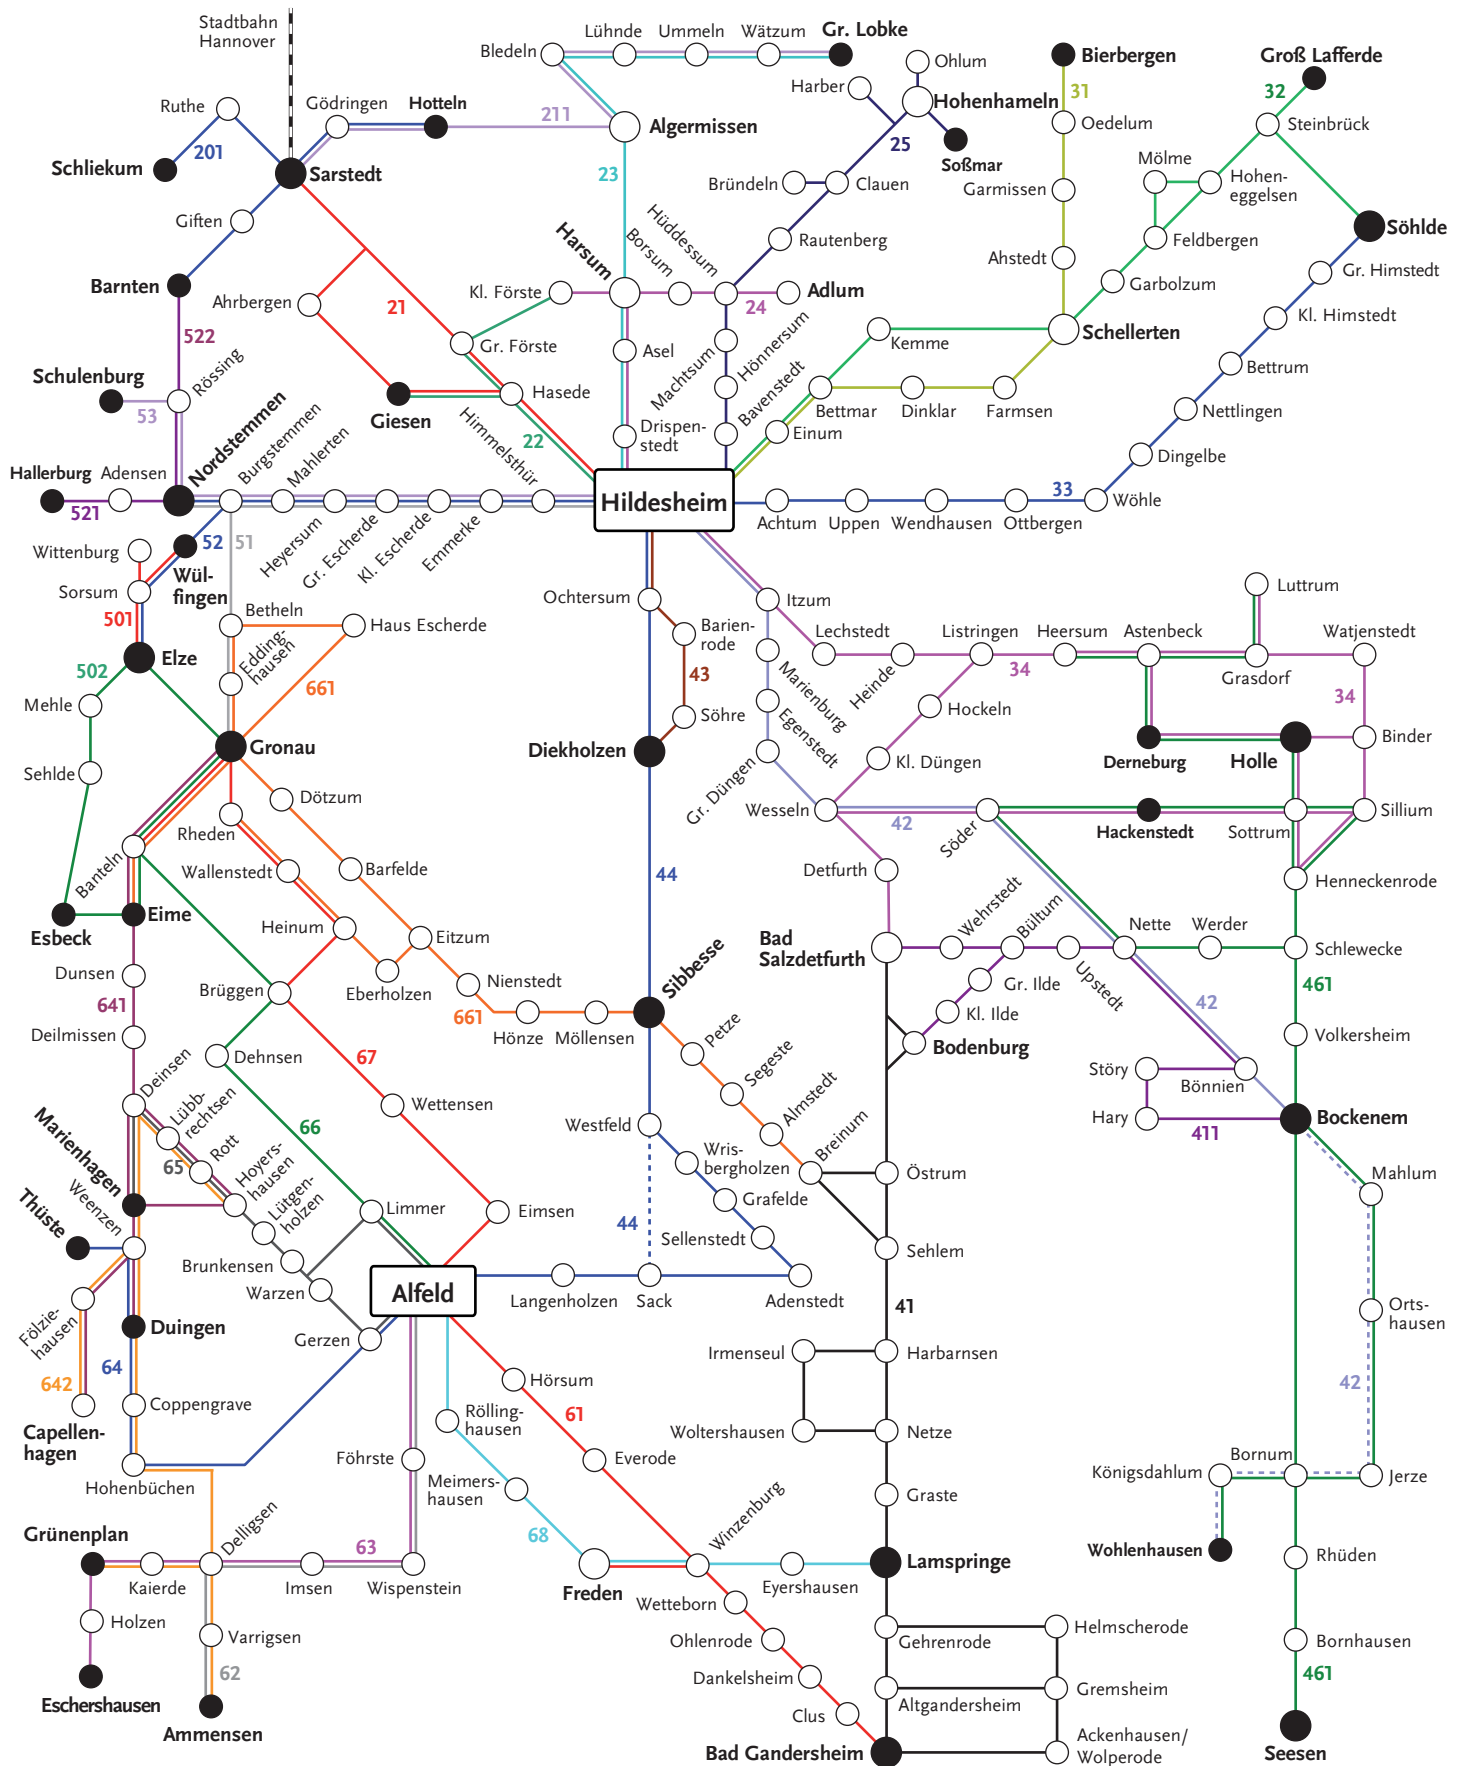 Stadtbahn
Hannover
Bledeln
Lühnde
Ummeln
Wätzum
Gr. Lobke
Ohlum
Bierbergen
Groß Lafferde
Harber
Hohenhameln
31
32
Ruthe
Gödringen
Hotteln
211
Algermissen
Oedelum
Steinbrück
201
25
Soßmar
Schliekum
Sarstedt
23
Mölme
Hohen-
eggelsen
Bründeln
Clauen
Garmissen
Giften
Harsum
Borsum
Hüddessum
Rautenberg
Feldbergen
Söhlde
Ahstedt
Gr. Himstedt
Barnten
Kl. Förste
24
Adlum
Garbolzum
Ahrbergen
21
Kl. Himstedt
522
Gr. Förste
Asel
Machtsum
Hönnersum
Kemme
Schellerten
Schulenburg
Rössing
Bettrum
53
Giesen
Hasede
Bavenstedt
Bettmar
Dinklar
Farmsen
Nettlingen
22
Himmelsthür
Drispen-
stedt
Einum
Dingelbe
Nordstemmen
Burgstemmen
Mahlerten
Hallerburg
Adensen
521
Hildesheim
33
Wöhle
Achtum
Uppen
Wendhausen
Ottbergen
Heyersum
Gr. Escherde
Kl. Escherde
Emmerke
52
51
Wittenburg
Wül-
fingen
Sorsum
501
Betheln
Haus Escherde
Edding-
hausen
Ochtersum
Itzum
Luttrum
Barien-
rode
Lechstedt
Listringen
Heersum
Astenbeck
Watjenstedt
Elze
502
661
43
Heinde
34
Grasdorf
34
Marienburg
Mehle
Söhre
Egenstedt
Hockeln
Gronau
Diekholzen
Derneburg
Holle
Binder
Sehlde
Gr. Düngen
Kl. Düngen
Dötzum
Wesseln
42
Söder
Hackenstedt
Sottrum
Sillium
Rheden
Banteln
Wallenstedt
Barfelde
44
Detfurth
Henneckenrode
Esbeck
Eime
Heinum
Eitzum
Wehrstedt
Bültum
Nette
Werder
Bad
Salzdetfurth
Schlewecke
Dunsen
Eberholzen
Nienstedt
Sibbesse
Gr. Ilde
Upstedt
641
Brüggen
461
661
Hönze
Möllensen
Kl. Ilde
42
Deilmissen
Dehnsen
67
Petze
Bodenburg
Volkersheim
Segeste
Störy
Bönnien
Deinsen
Wettensen
Almstedt
Hary
411
Bockenem
Lübb-
rechtsen
66
Westfeld
Breinum
Marienhagen
65
Rott
Wris-
bergholzen
Östrum
Mahlum
Hoyers-
hausen
Weenzen
Lütgen-
holzen
Limmer
Eimsen
Grafelde
Thüste
44
Sellenstedt
Sehlem
Brunkensen
Warzen
Alfeld
Langenholzen
Sack
Adenstedt
41
Orts-
hausen
Fölzie-
hausen
Duingen
Gerzen
Irmenseul
Harbarnsen
64
642
Hörsum
42
Coppengrave
Rölling-
hausen
61
Capellen-
hagen
Woltershausen
Netze
Föhrste
Everode
Hohenbüchen
Meimers-
hausen
Graste
Königsdahlum
Bornum
Jerze
Grünenplan
Delligsen
63
68
Winzenburg
Wohlenhausen
Rhüden
Kaierde
Imsen
Wispenstein
Freden
Eyershausen
Lamspringe
Wetteborn
Holzen
Varrigsen
Ohlenrode
Gehrenrode
Helmscherode
Bornhausen
62
Dankelsheim
461
Eschershausen
Altgandersheim
Gremsheim
Ammensen
Clus
Bad Gandersheim
Ackenhausen/
Wolperode
Seesen